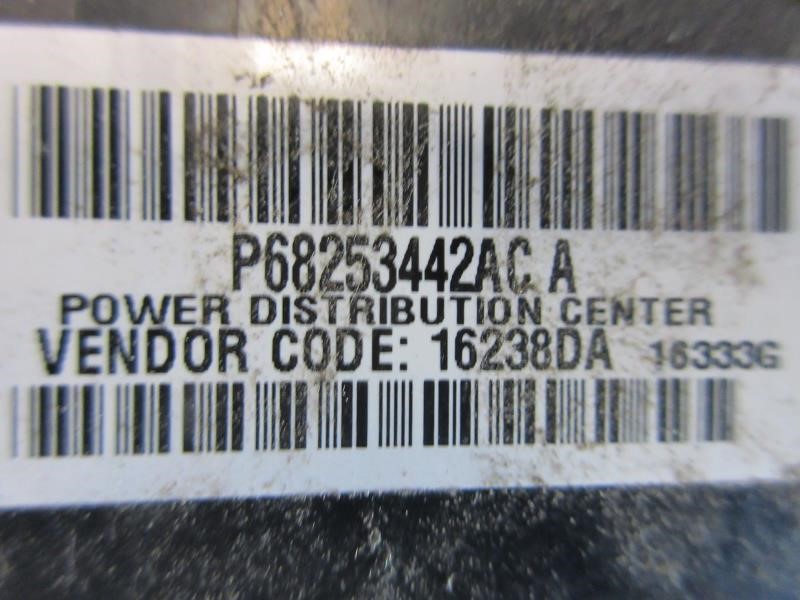 P68253442AC A
POWER DISTRIBUTION CENTER
VENDOR CODE: 16238DA 16333G